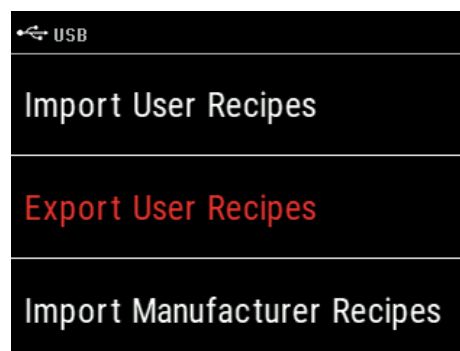 USB
Import User Recipes
Export User Recipes
Import Manufacturer Recipes